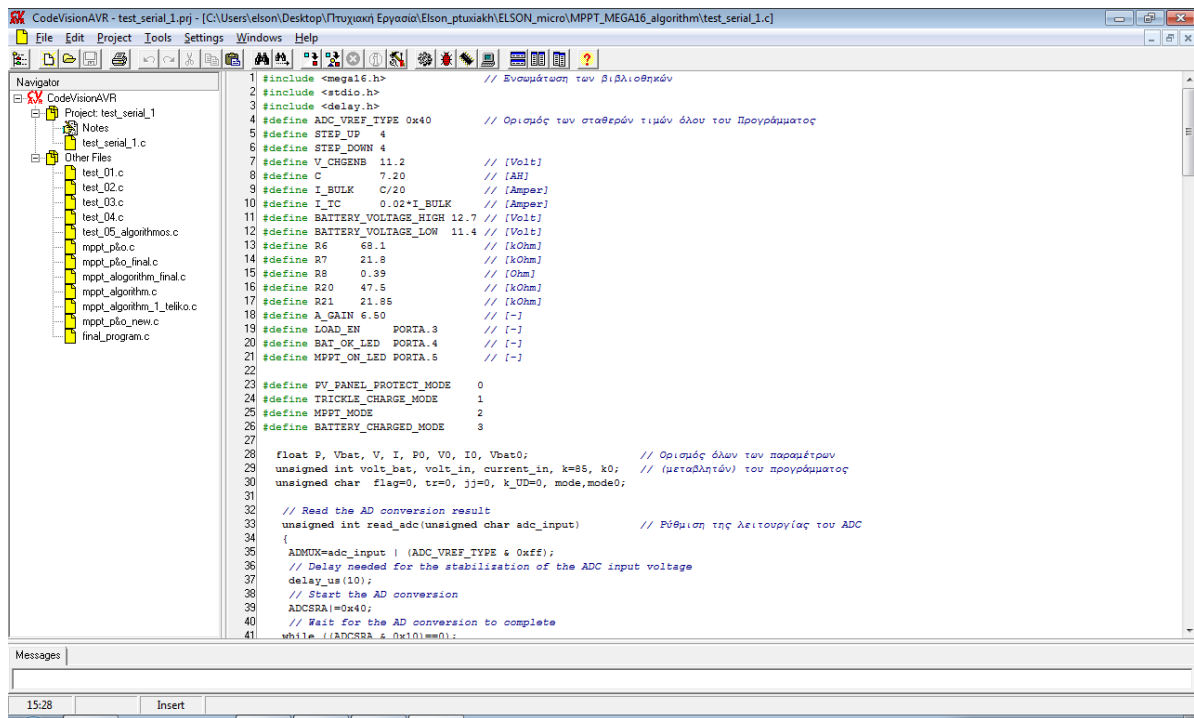 CodeVisionAVR - test_serial_1.prj - [C:\Users\elson\Desktop\Πτυχιακή Εργασία\Elson_ptuxiakh\ELSON_micro\MPPT_MEGA16_algorithm\test_serial_1.c]
File Edit Project Tools Settings Windows Help
Navigator
CodeVisionAVR
Project: test_serial_1
Notes
test_serial_1.c
Other Files
test_01.c
test_02.c
test_03.c
test_04.c
test_05_algorithmos.c
mppt_p&o.c
mppt_p&o_final.c
mppt_alogorithm_final.c
mppt_algorithm.c
mppt_algorithm_1_teliko.c
mppt_p&o_new.c
final_program.c
1 #include <mega16.h> // Ενσωμάτωση των βιβλιοθηκών
2 #include <stdio.h>
3 #include <delay.h>
4 #define ADC_VREF_TYPE 0x40 // Ορισμός των σταθερών τιμών όλου του Προγράμματος
5 #define STEP_UP 4
6 #define STEP_DOWN 4
7 #define V_CHGENB 11.2 // [Volt]
8 #define C 7.20 // [AH]
9 #define I_BULK C/20 // [Amper]
10 #define I_TC 0.02*I_BULK // [Amper]
11 #define BATTERY_VOLTAGE_HIGH 12.7 // [Volt]
12 #define BATTERY_VOLTAGE_LOW 11.4 // [Volt]
13 #define R6 68.1 // [kOhm]
14 #define R7 21.8 // [kOhm]
15 #define R8 0.39 // [Ohm]
16 #define R20 47.5 // [kOhm]
17 #define R21 21.85 // [kOhm]
18 #define A_GAIN 6.50 // [-]
19 #define LOAD_EN PORTA.3 // [-]
20 #define BAT_OK_LED PORTA.4 // [-]
21 #define MPPT_ON_LED PORTA.5 // [-]
22
23 #define PV_PANEL_PROTECT_MODE 0
24 #define TRICKLE_CHARGE_MODE 1
25 #define MPPT_MODE 2
26 #define BATTERY_CHARGED_MODE 3
27
28 float P, Vbat, V, I, P0, V0, I0, Vbat0; // Ορισμός όλων των παραμέτρων
29 unsigned int volt_bat, volt_in, current_in, k=85, k0; // (μεταβλητών) του προγράμματος
30 unsigned char flag=0, tr=0, jj=0, k_UD=0, mode,mode0;
31
32 // Read the AD conversion result
33 unsigned int read_adc(unsigned char adc_input) // Ρύθμιση της λειτουργίας του ADC
34 {
35 ADMUX=adc_input | (ADC_VREF_TYPE & 0xff);
36 // Delay needed for the stabilization of the ADC input voltage
37 delay_us(10);
38 // Start the AD conversion
39 ADCSRA|=0x40;
40 // Wait for the AD conversion to complete
41 while ((ADCSRA & 0x10)==0);
Messages
15:28 Insert